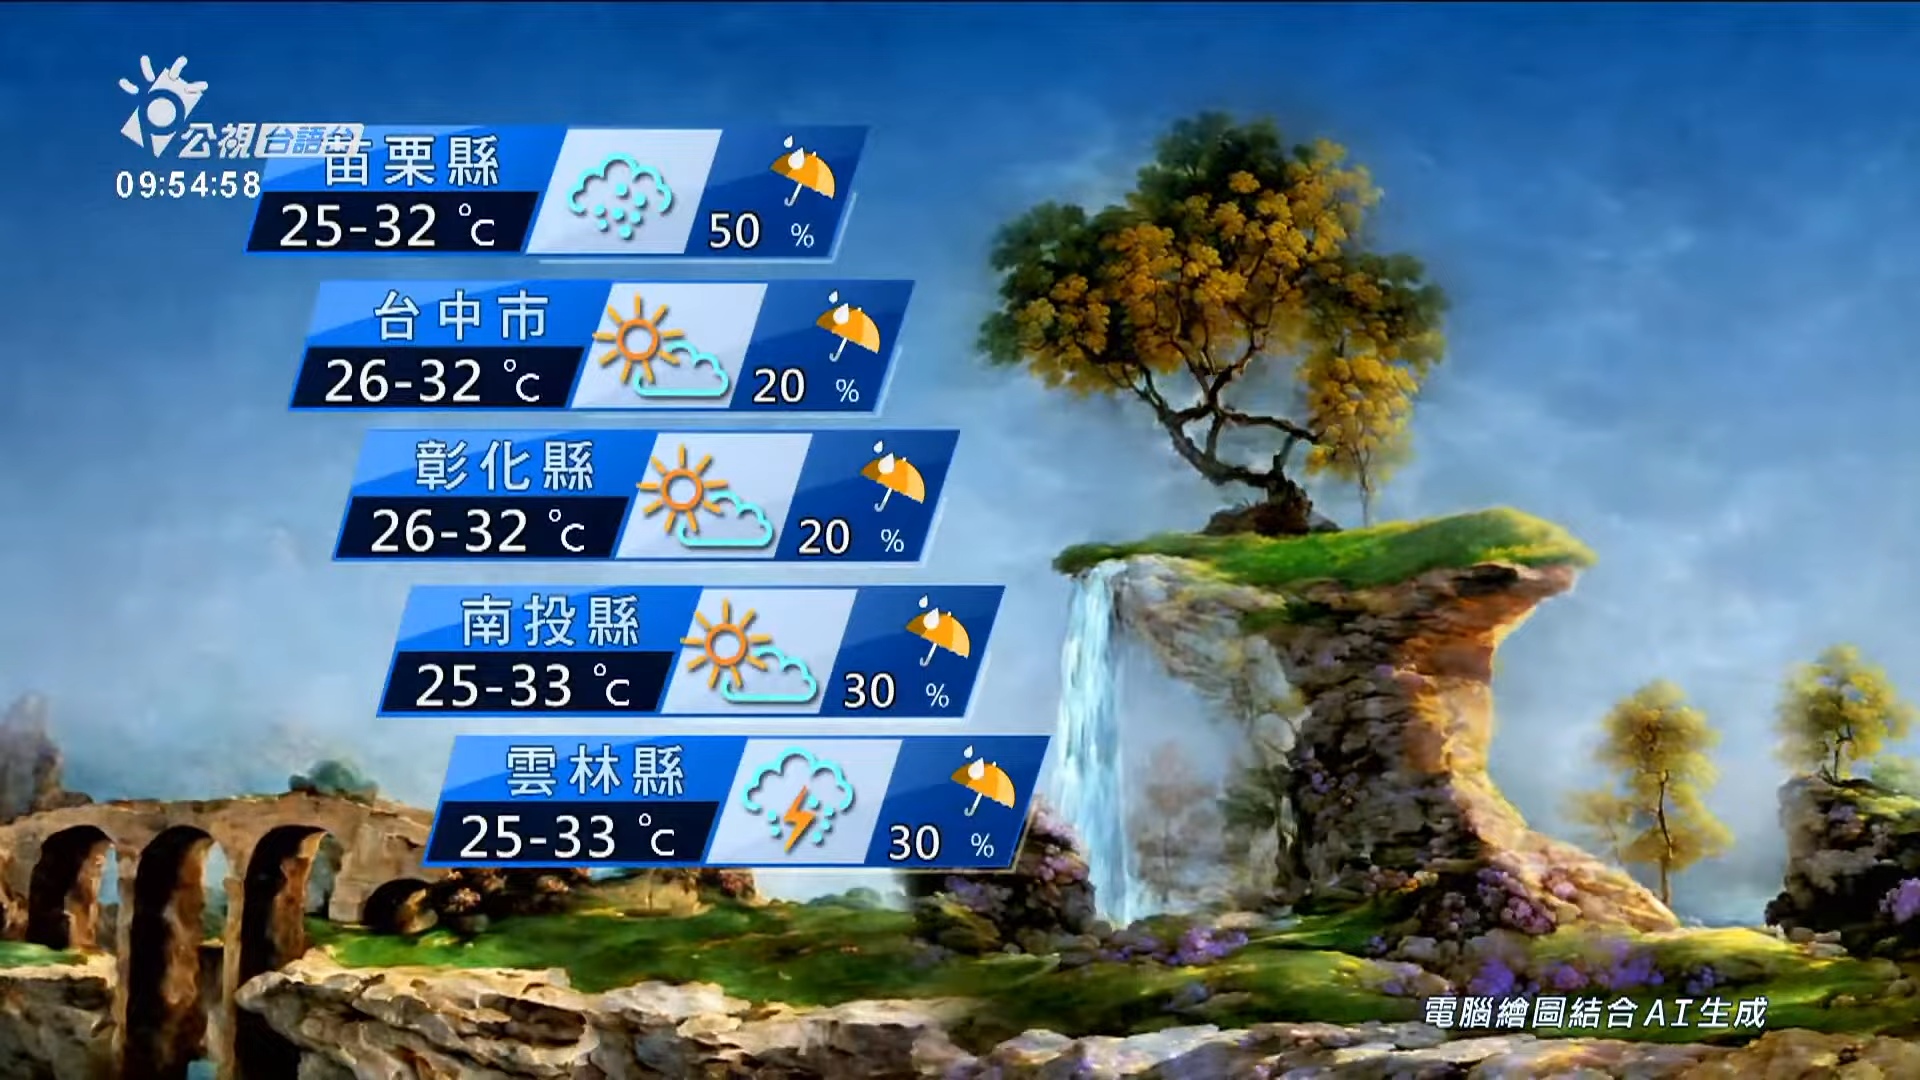 公視台語台
09:54:58
苗栗縣
25-32 °C
50 %
台中市
26-32 °C
20 %
彰化縣
26-32 °C
20 %
南投縣
25-33 °C
30 %
雲林縣
25-33 °C
30 %
電腦繪圖結合AI生成